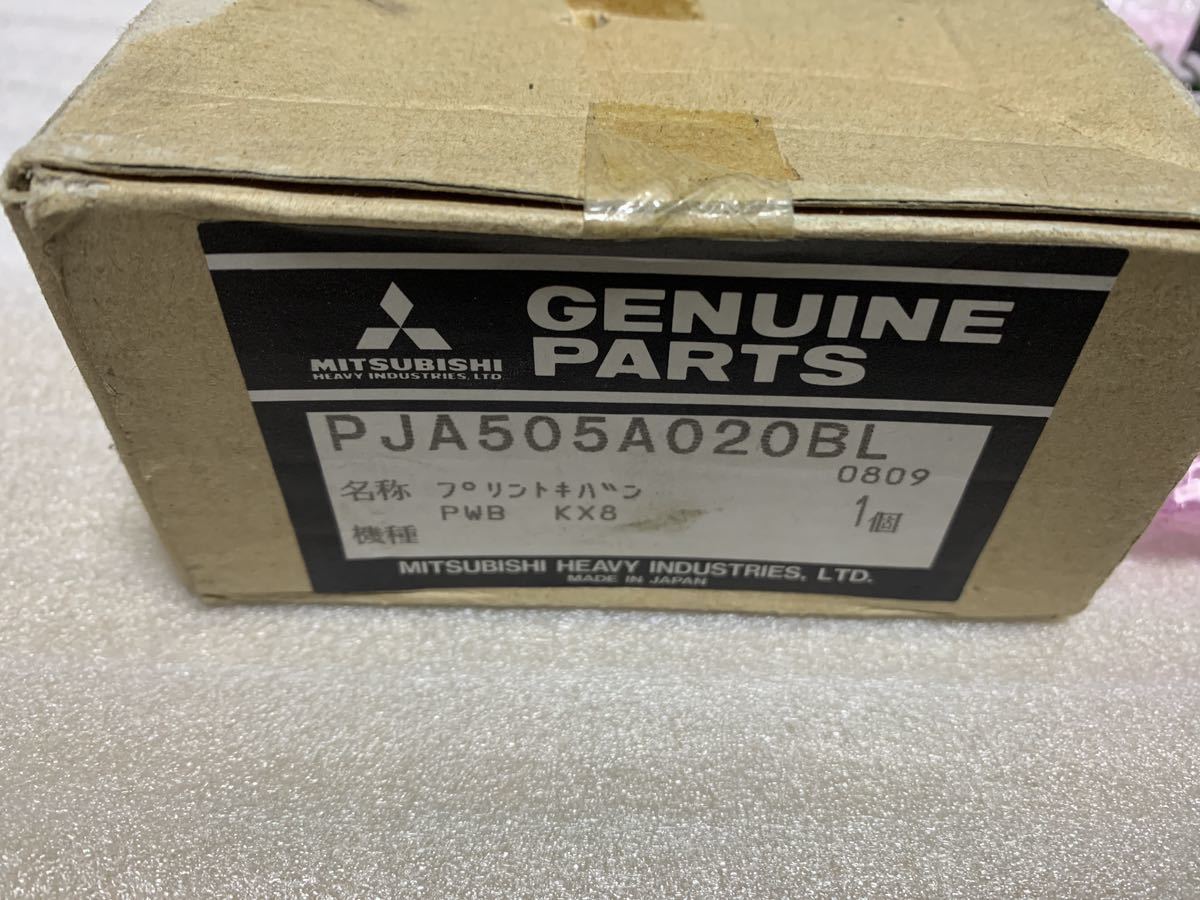 GENUINE
PARTS
MITSUBISHI
HEAVY INDUSTRIES, LTD.
PJA505A020BL
0809
名称 プリントキバン
PWB KX8
1個
機種
MITSUBISHI HEAVY INDUSTRIES, LTD.
MADE IN JAPAN